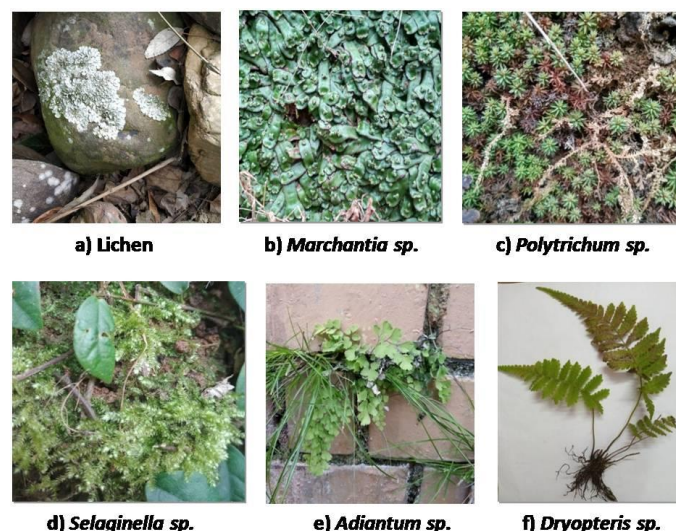 a) Lichen
b) Marchantia sp.
c) Polytrichum sp.
d) Selaginella sp.
e) Adiantum sp.
f) Dryopteris sp.